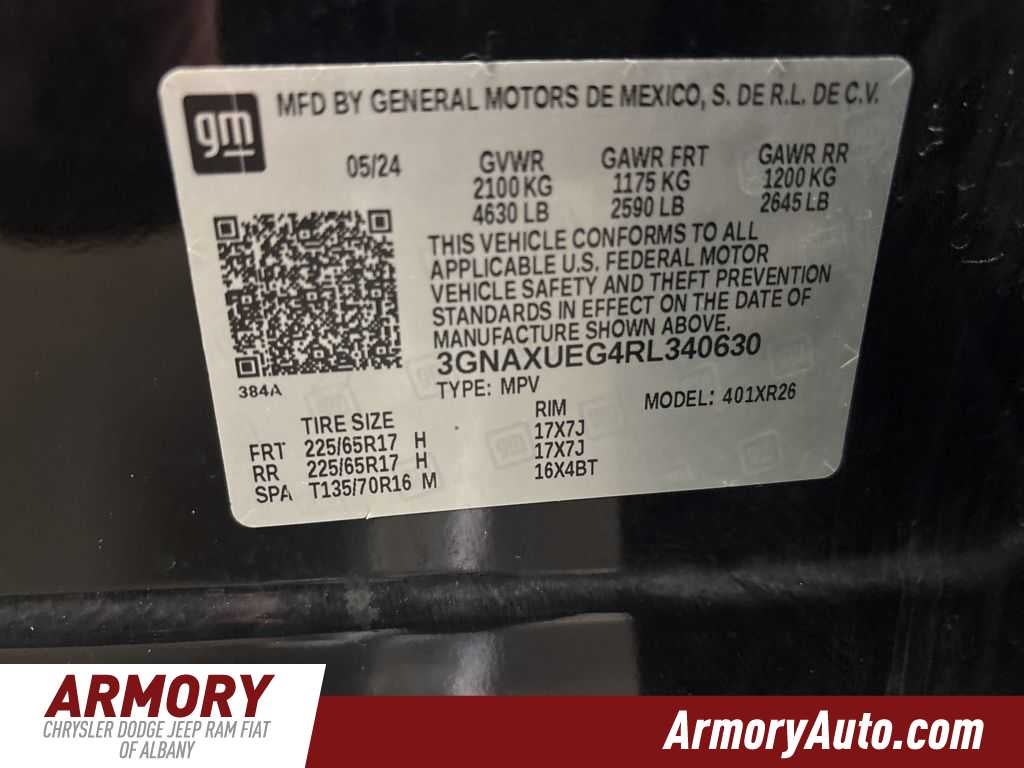 gm
MFD BY GENERAL MOTORS DE MEXICO, S. DE R.L. DE C.V.
05/24 GVWR GAWR FRT GAWR RR
2100 KG 1175 KG 1200 KG
4630 LB 2590 LB 2645 LB
THIS VEHICLE CONFORMS TO ALL
APPLICABLE U.S. FEDERAL MOTOR
VEHICLE SAFETY AND THEFT PREVENTION
STANDARDS IN EFFECT ON THE DATE OF
MANUFACTURE SHOWN ABOVE.
3GNAXUEG4RL340630
384A TYPE: MPV MODEL: 401XR26
TIRE SIZE RIM
FRT 225/65R17 H 17X7J
RR 225/65R17 H 17X7J
SPA T135/70R16 M 16X4BT
ARMORY
CHRYSLER DODGE JEEP RAM FIAT
OF ALBANY
ArmoryAuto.com